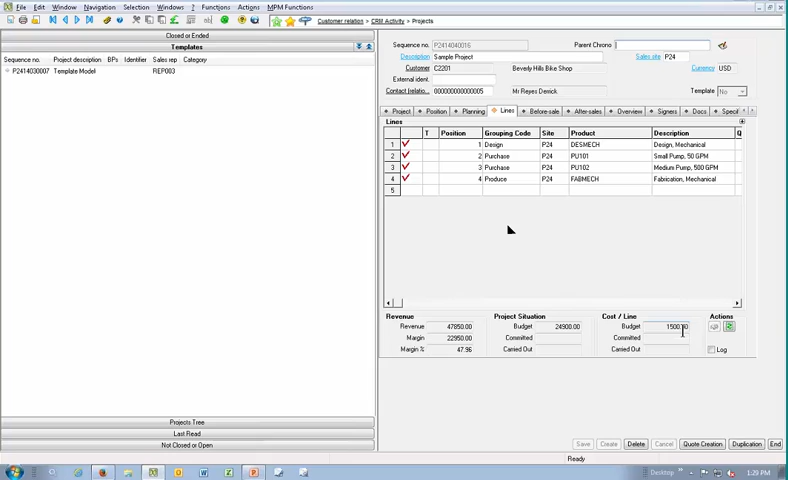 File Edit Window Navigation Selection Windows ? Functions Actions MPM Functions
Customer relation > CRM Activity > Projects
Closed or Ended
Templates
Sequence no. Project description BPs Identifier Sales rep Category
P2414030007 Template Model REP003
Projects Tree
Last Read
Not Closed or Open
Sequence no. P2414040016 Parent Chrono
Description Sample Project Sales site P24
Customer C2201 Beverly Hills Bike Shop Currency USD
External ident.
Contact (relatio... 000000000000005 Mr Reyes Derrick Template No
Project Position Planning Lines Before-sale After-sales Overview Signers Docs Specif
Lines
T Position Grouping Code Site Product Description Q
1 1 Design P24 DESMECH Design, Mechanical
2 2 Purchase P24 PU101 Small Pump, 50 GPM
3 3 Purchase P24 PU102 Medium Pump, 500 GPM
4 4 Produce P24 FABMECH Fabrication, Mechanical
5
Revenue Project Situation Cost / Line Actions
Revenue 47850.00 Budget 24900.00 Budget 1500.00
Margin 22950.00 Committed Committed
Margin % 47.96 Carried Out Carried Out Log
Save Create Delete Cancel Quote Creation Duplication End
Ready
Desktop 1:29 PM